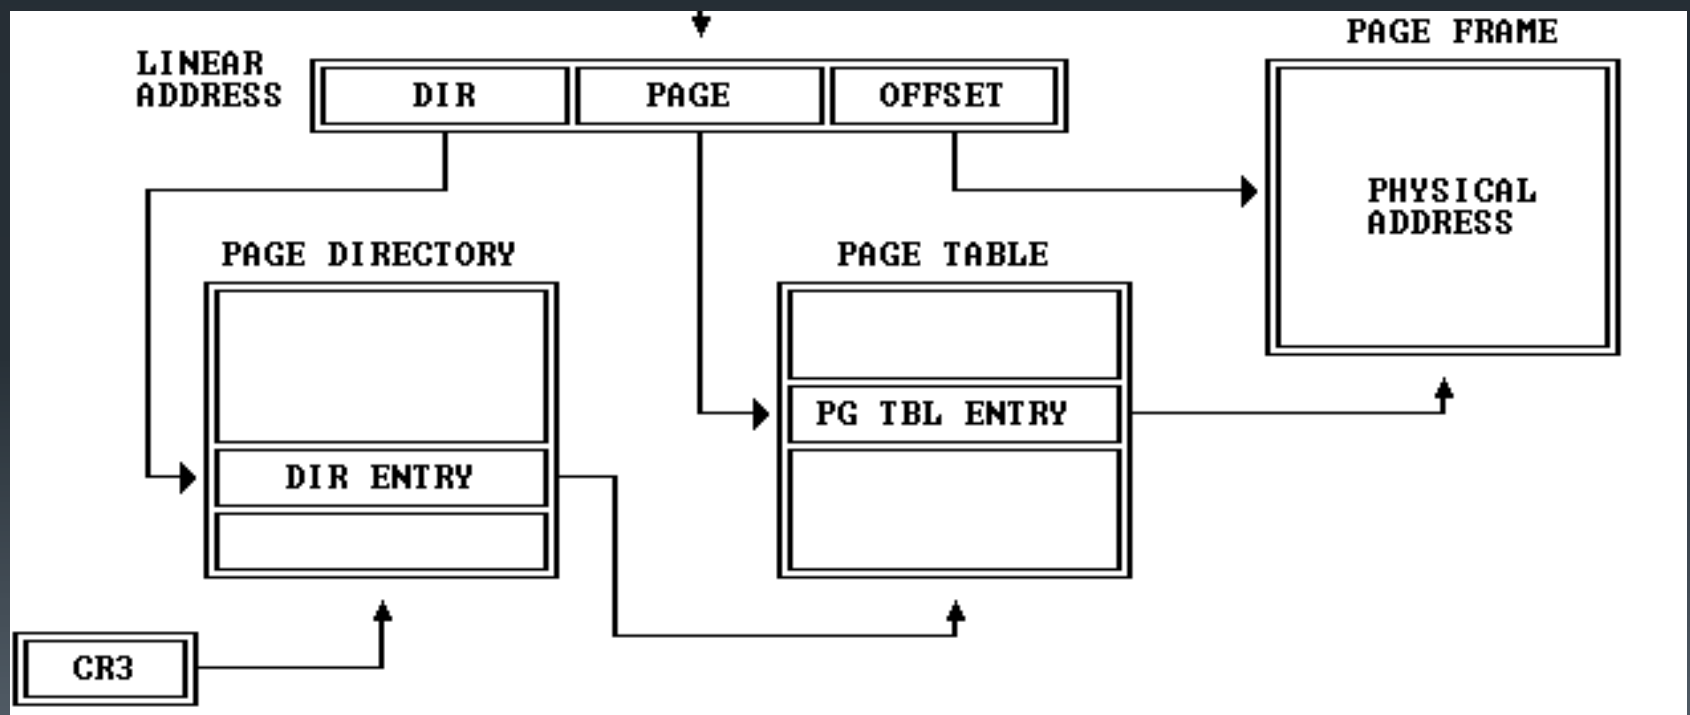 PAGE FRAME
LINEAR
ADDRESS
DIR
PAGE
OFFSET
PHYSICAL
ADDRESS
PAGE DIRECTORY
PAGE TABLE
PG TBL ENTRY
DIR ENTRY
CR3